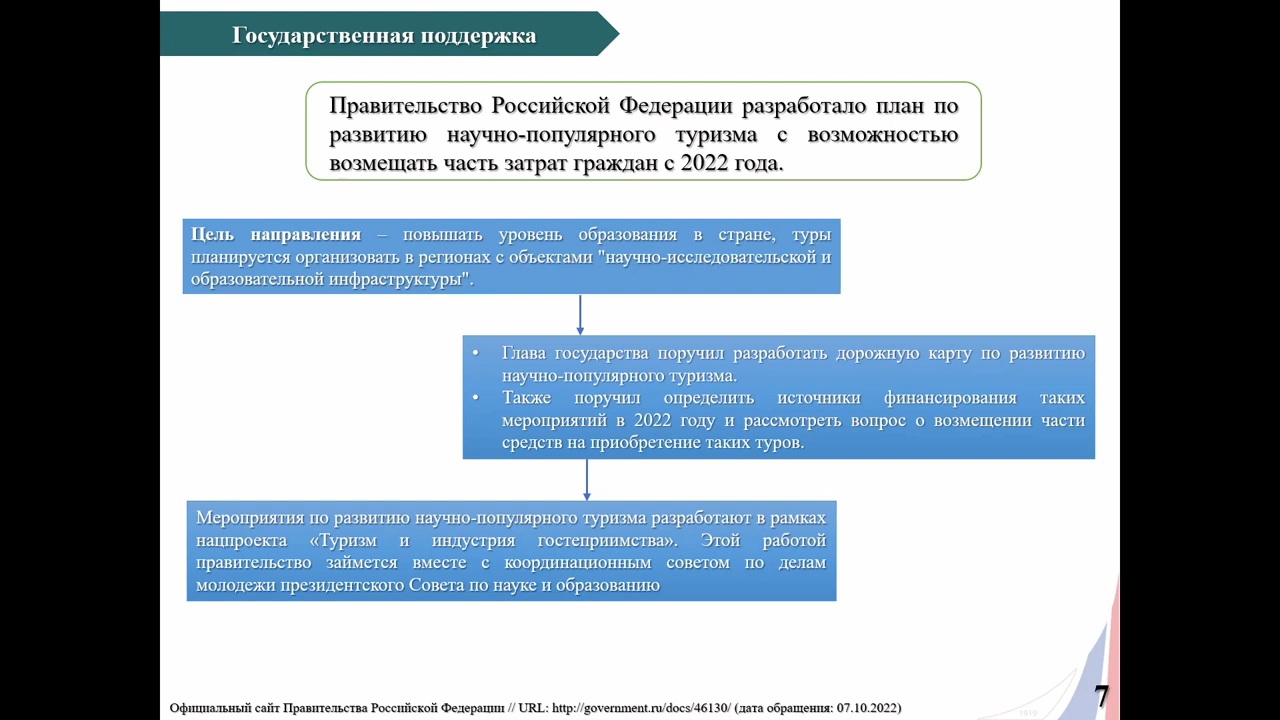 Государственная поддержка
Правительство Российской Федерации разработало план по
развитию научно-популярного туризма с возможностью
возмещать часть затрат граждан с 2022 года.
Цель направления – повышать уровень образования в стране, туры
планируется организовать в регионах с объектами "научно-исследовательской и
образовательной инфраструктуры".
• Глава государства поручил разработать дорожную карту по развитию
научно-популярного туризма.
• Также поручил определить источники финансирования таких
мероприятий в 2022 году и рассмотреть вопрос о возмещении части
средств на приобретение таких туров.
Мероприятия по развитию научно-популярного туризма разработают в рамках
нацпроекта «Туризм и индустрия гостеприимства». Этой работой
правительство займется вместе с координационным советом по делам
молодежи президентского Совета по науке и образованию
1919
7
Официальный сайт Правительства Российской Федерации // URL: http://government.ru/docs/46130/ (дата обращения: 07.10.2022)